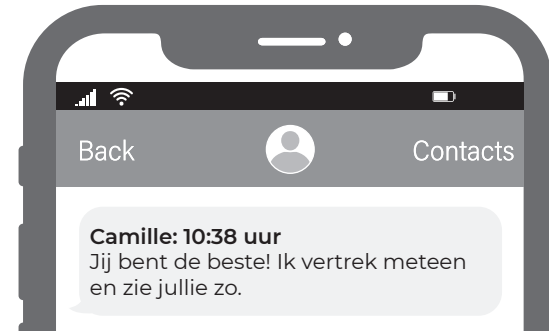 Back Contacts
Camille: 10:38 uur
Jij bent de beste! Ik vertrek meteen
en zie jullie zo.